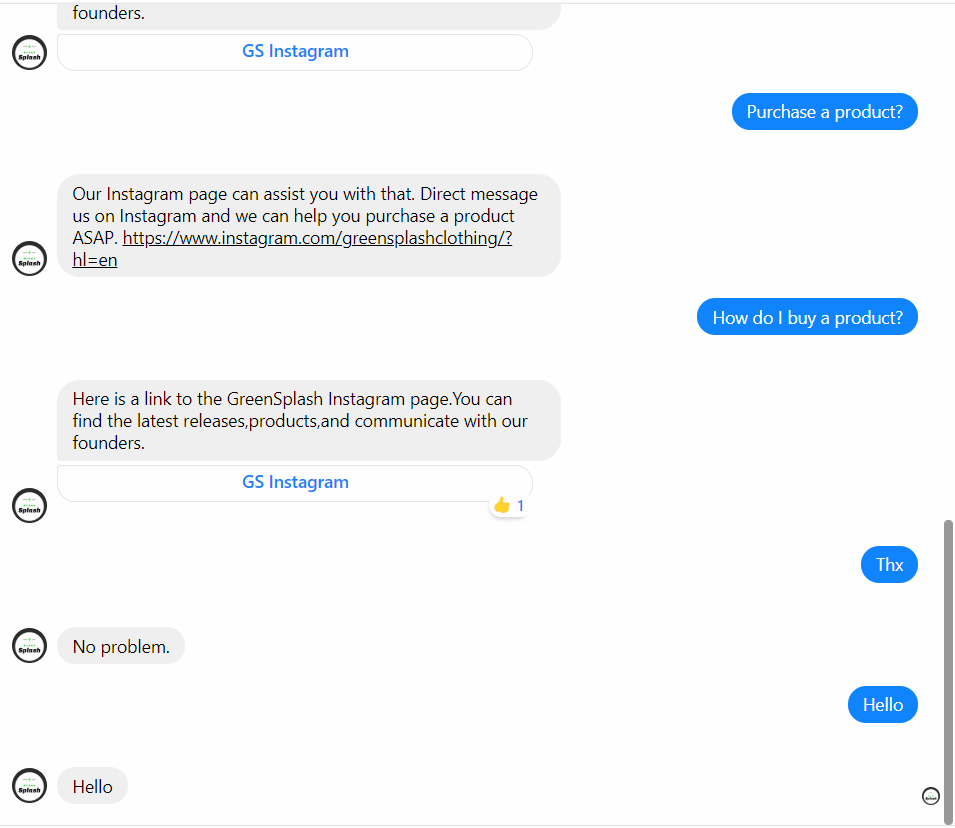 founders.
GS Instagram
Splash
Purchase a product?
Our Instagram page can assist you with that. Direct message
us on Instagram and we can help you purchase a product
ASAP. https://www.instagram.com/greensplashclothing/?
hl=en
Splash
How do I buy a product?
Here is a link to the GreenSplash Instagram page.You can
find the latest releases,products,and communicate with our
founders.
GS Instagram
1
Splash
Thx
No problem.
Splash
Hello
Hello
Splash